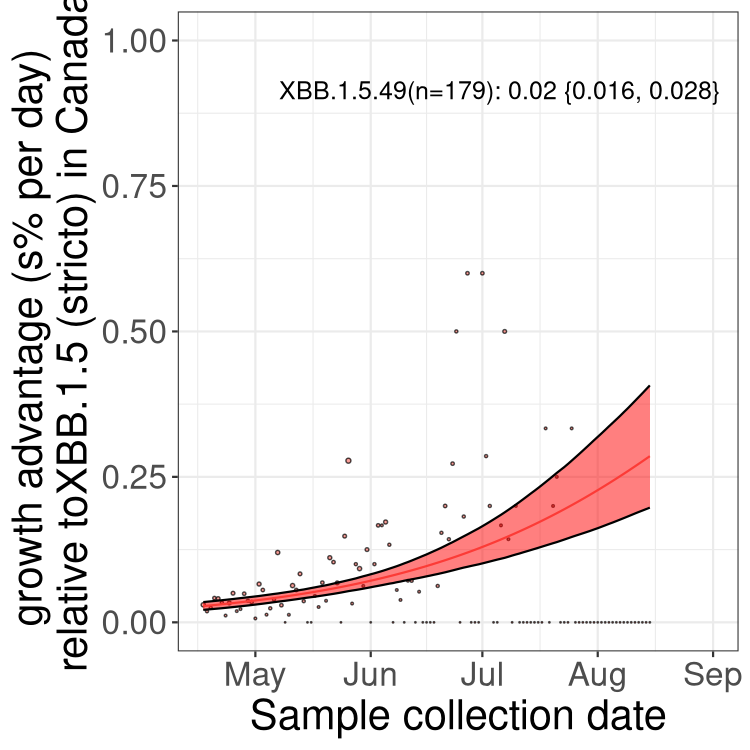 growth advantage (s% per day)
relative toXBB.1.5 (stricto) in Canada
1.00
0.75
0.50
0.25
0.00
XBB.1.5.49(n=179): 0.02 {0.016, 0.028}
May Jun Jul Aug Sep
Sample collection date